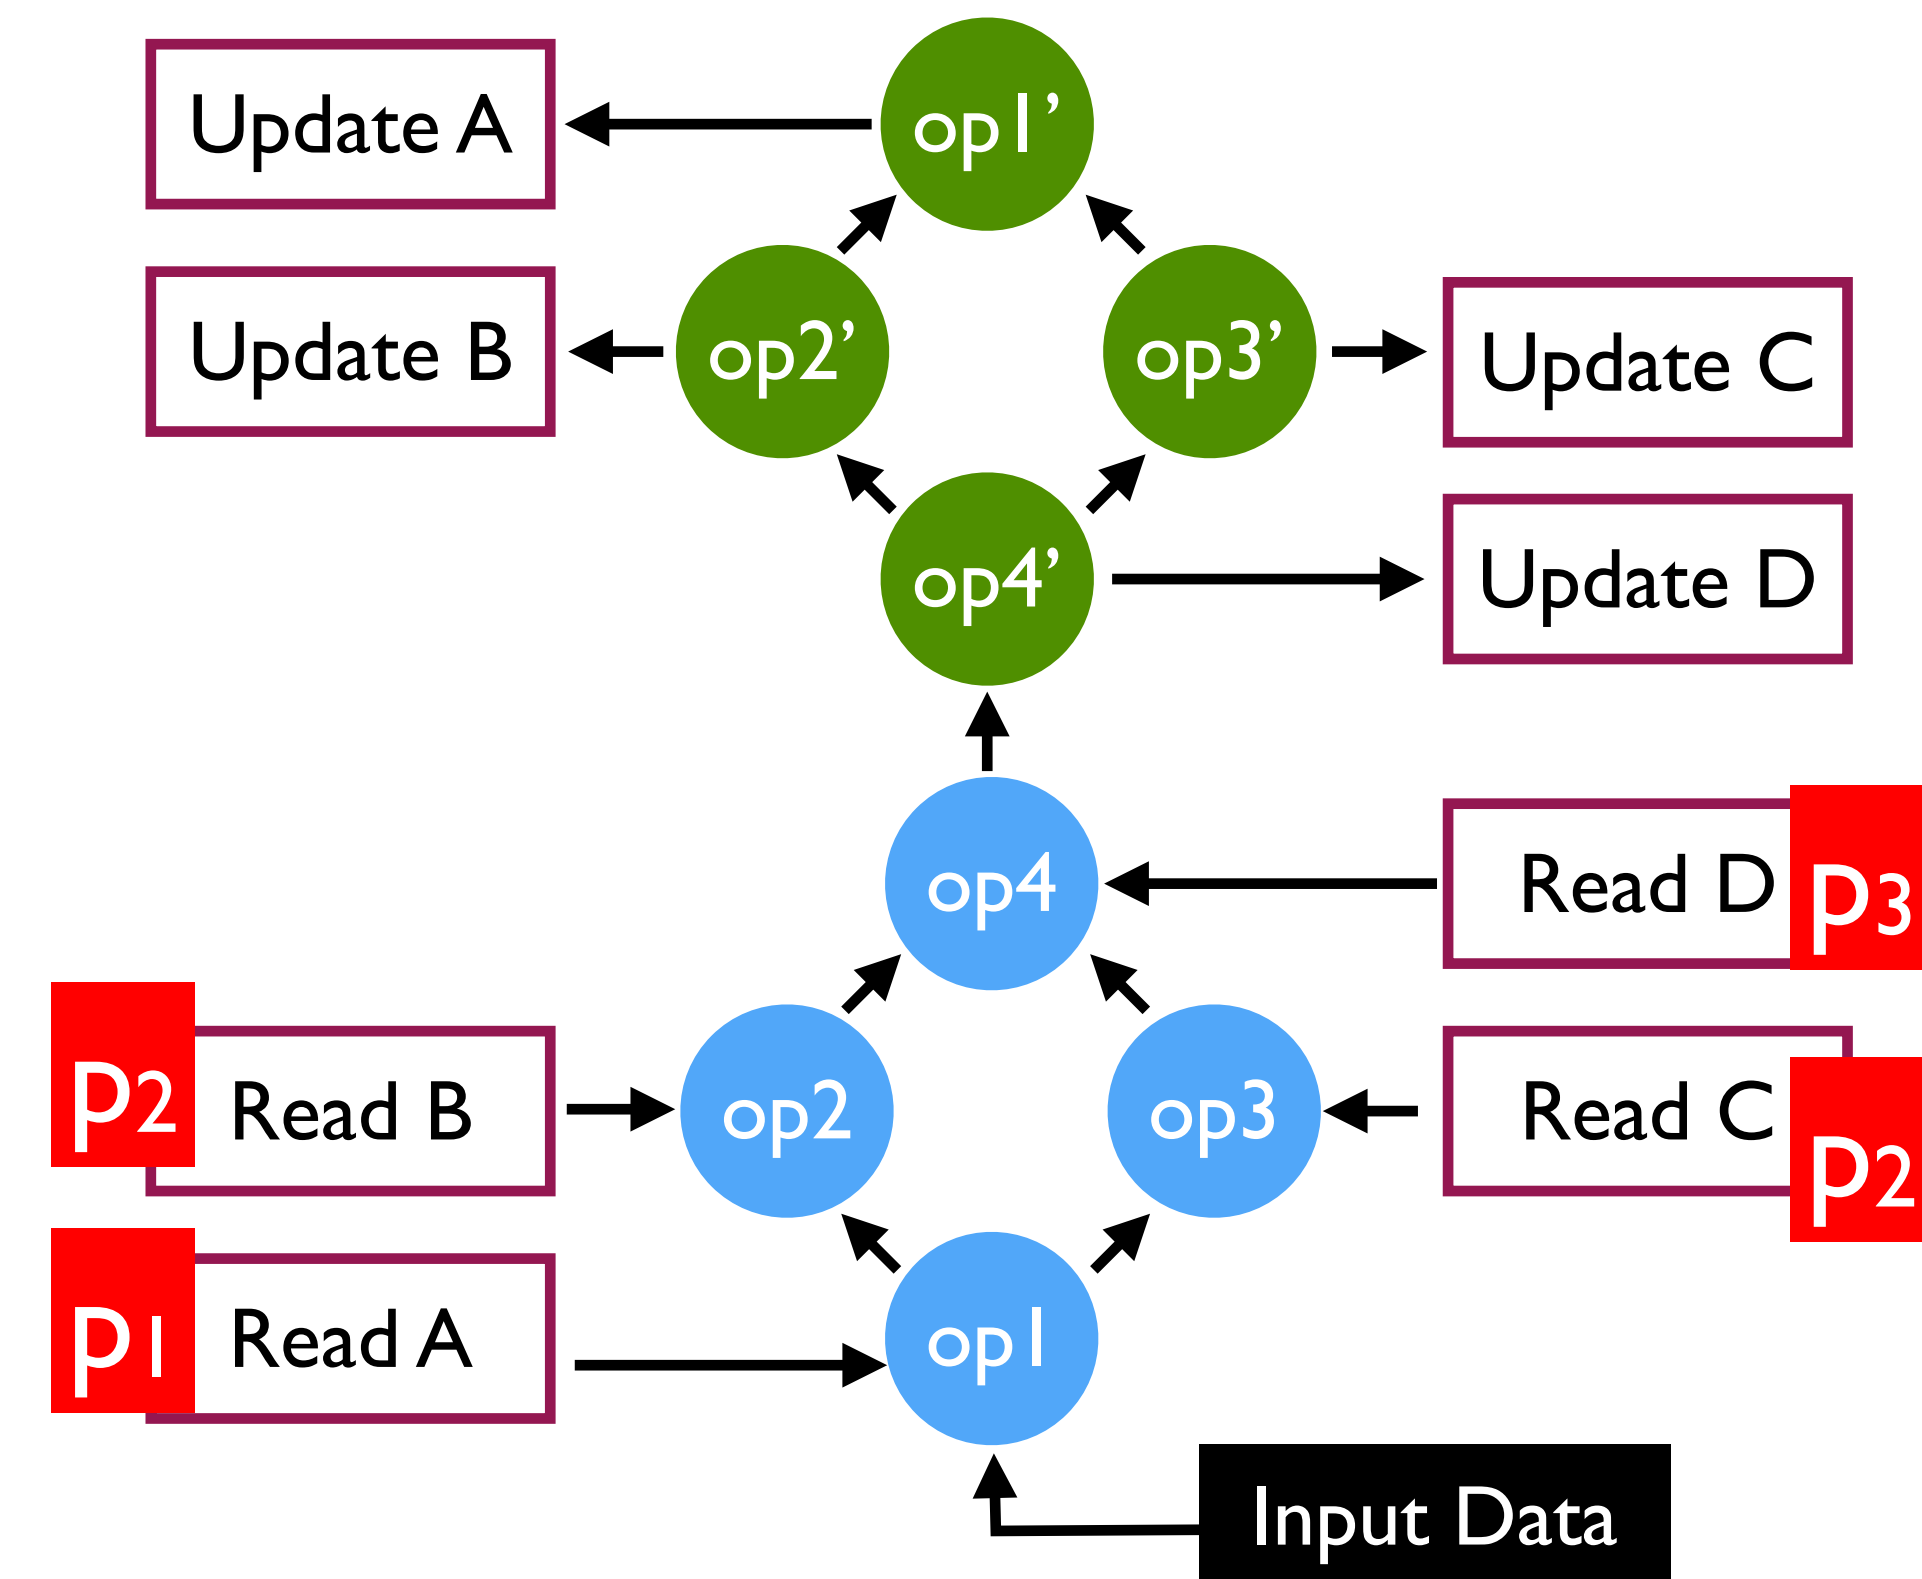 op1’
Update A
Update B
op2’
op3’
Update C
op4’
Update D
op4
Read D
p3
p2
Read B
op2
op3
Read C
p2
p1
Read A
op1
Input Data